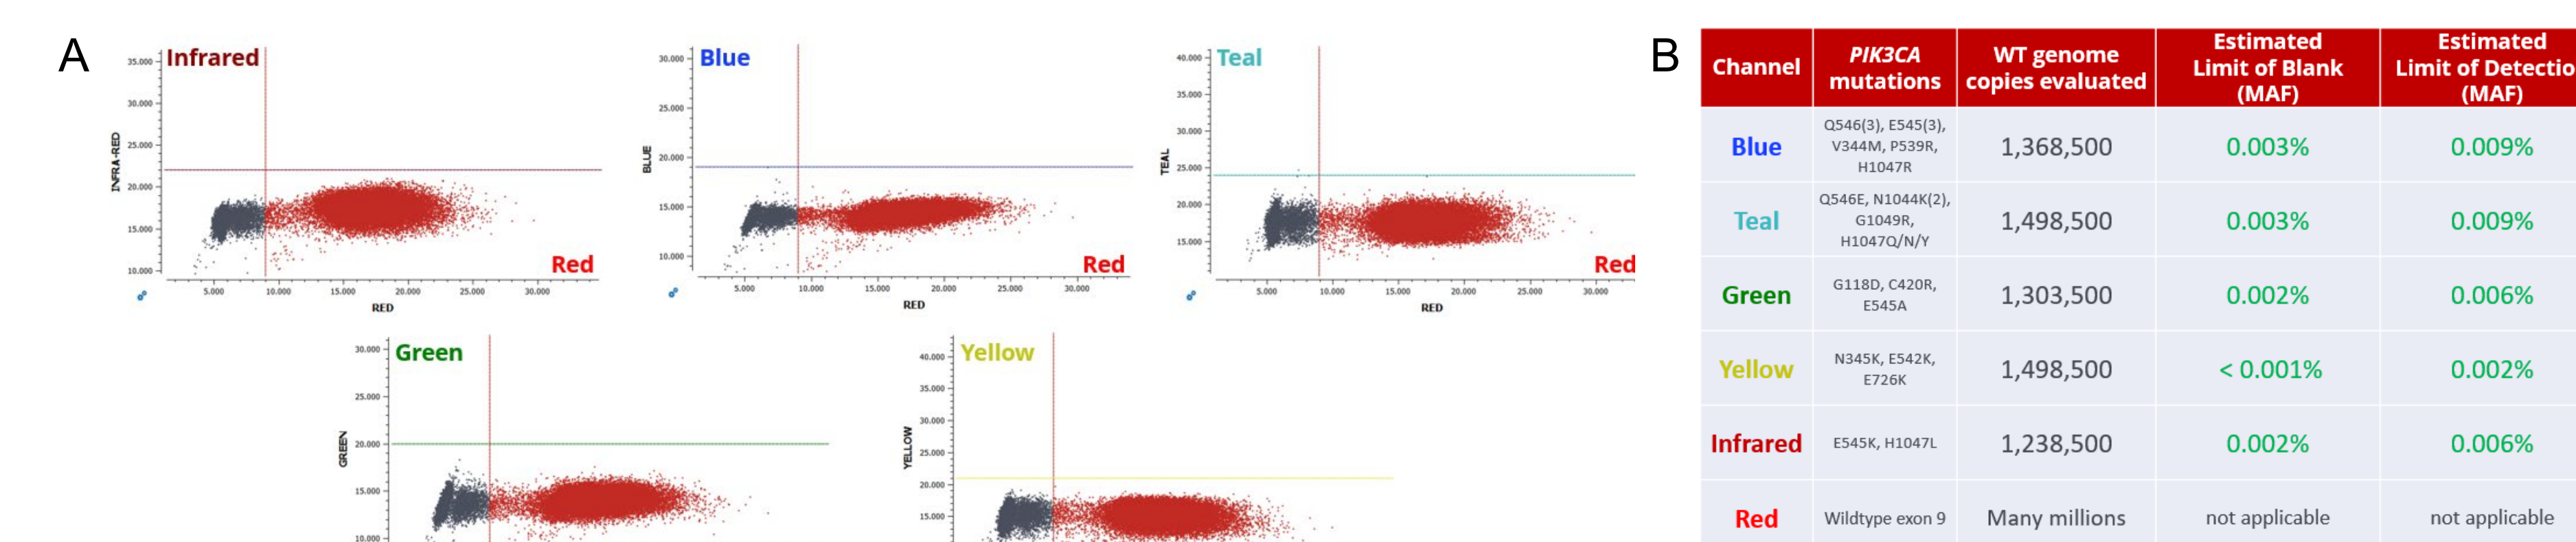 A
Infrared
35.000
30.000
25.000
20.000
15.000
10.000
INFRA-RED
5.000 10.000 15.000 20.000 25.000 30.000
RED
Red
Blue
30.000
25.000
20.000
15.000
10.000
BLUE
5.000 10.000 15.000 20.000 25.000 30.000
RED
Red
Teal
40.000
35.000
30.000
25.000
20.000
15.000
TEAL
5.000 10.000 15.000 20.000 25.000 30.000
RED
Red
Green
30.000
25.000
20.000
15.000
10.000
GREEN
Yellow
40.000
35.000
30.000
25.000
20.000
15.000
YELLOW
B
Channel
PIK3CA
mutations
WT genome
copies evaluated
Estimated
Limit of Blank
(MAF)
Estimated
Limit of Detectio
(MAF)
Blue
Q546(3), E545(3),
V344M, P539R,
H1047R
1,368,500
0.003%
0.009%
Teal
Q546E, N1044K(2),
G1049R,
H1047Q/N/Y
1,498,500
0.003%
0.009%
Green
G118D, C420R,
E545A
1,303,500
0.002%
0.006%
Yellow
N345K, E542K,
E726K
1,498,500
< 0.001%
0.002%
Infrared
E545K, H1047L
1,238,500
0.002%
0.006%
Red
Wildtype exon 9
Many millions
not applicable
not applicable